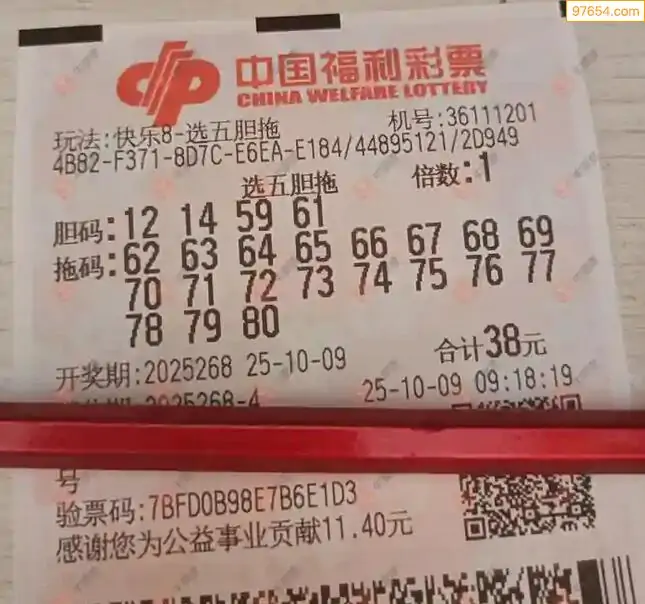 97654.com
中国福利彩票
CHINA WELFARE LOTTERY
玩法:快乐8-选五胆拖 机号:36111201
4B82-F371-8D7C-E6EA-E184/44895121/2D949
选五胆拖 倍数:1
胆码:12 14 59 61
拖码:62 63 64 65 66 67 68 69
70 71 72 73 74 75 76 77
78 79 80
合计38元
开奖期:2025268 25-10-09
25-10-09 09:18:19
2025268-4
号
验票码:7BFD0B98E7B6E1D3
感谢您为公益事业贡献11.40元